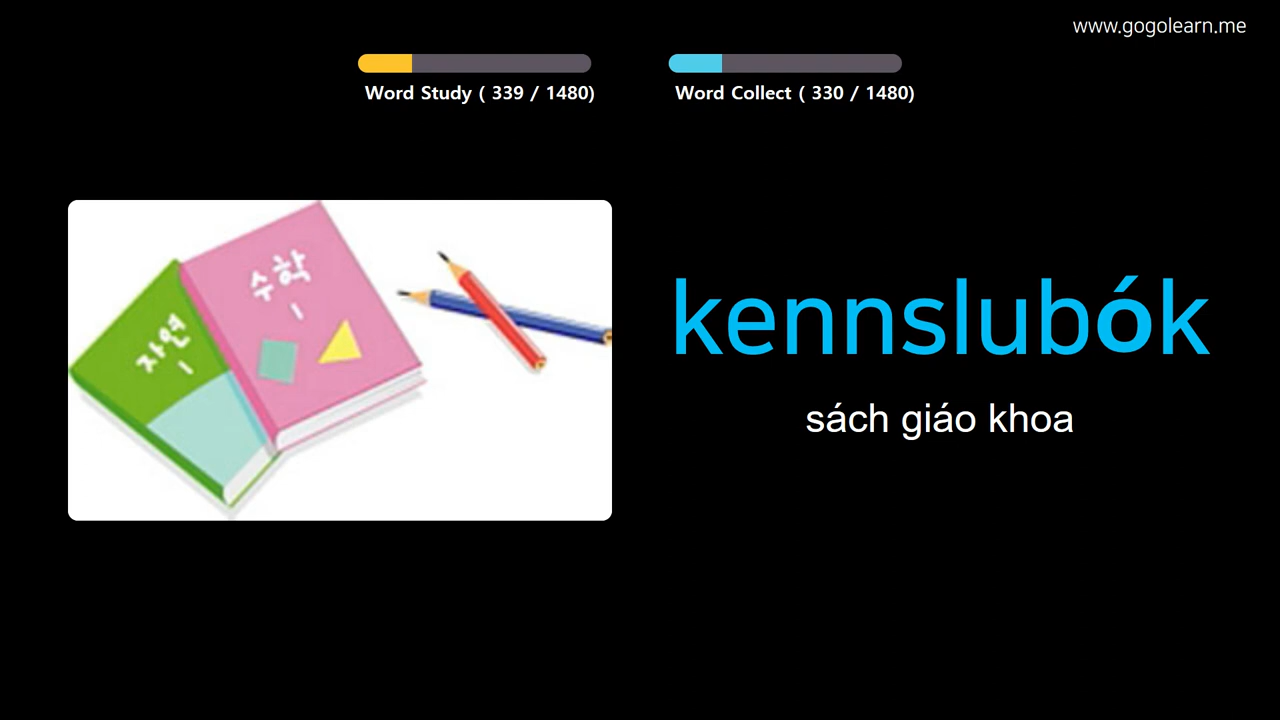 www.gogolearn.me
Word Study ( 339 / 1480)
Word Collect ( 330 / 1480)
수학
1
자연
1
kennslubók
sách giáo khoa